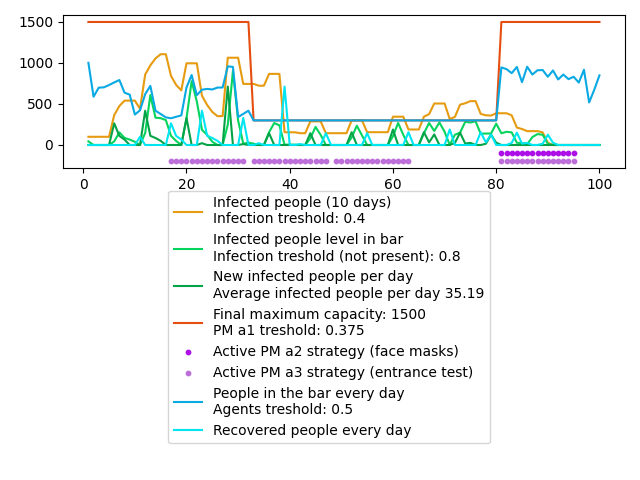 1500
1000
500
0
0
20
40
60
80
100
Infected people (10 days)
Infection treshold: 0.4
Infected people level in bar
Infection treshold (not present): 0.8
New infected people per day
Average infected people per day 35.19
Final maximum capacity: 1500
PM a1 treshold: 0.375
Active PM a2 strategy (face masks)
Active PM a3 strategy (entrance test)
People in the bar every day
Agents treshold: 0.5
Recovered people every day